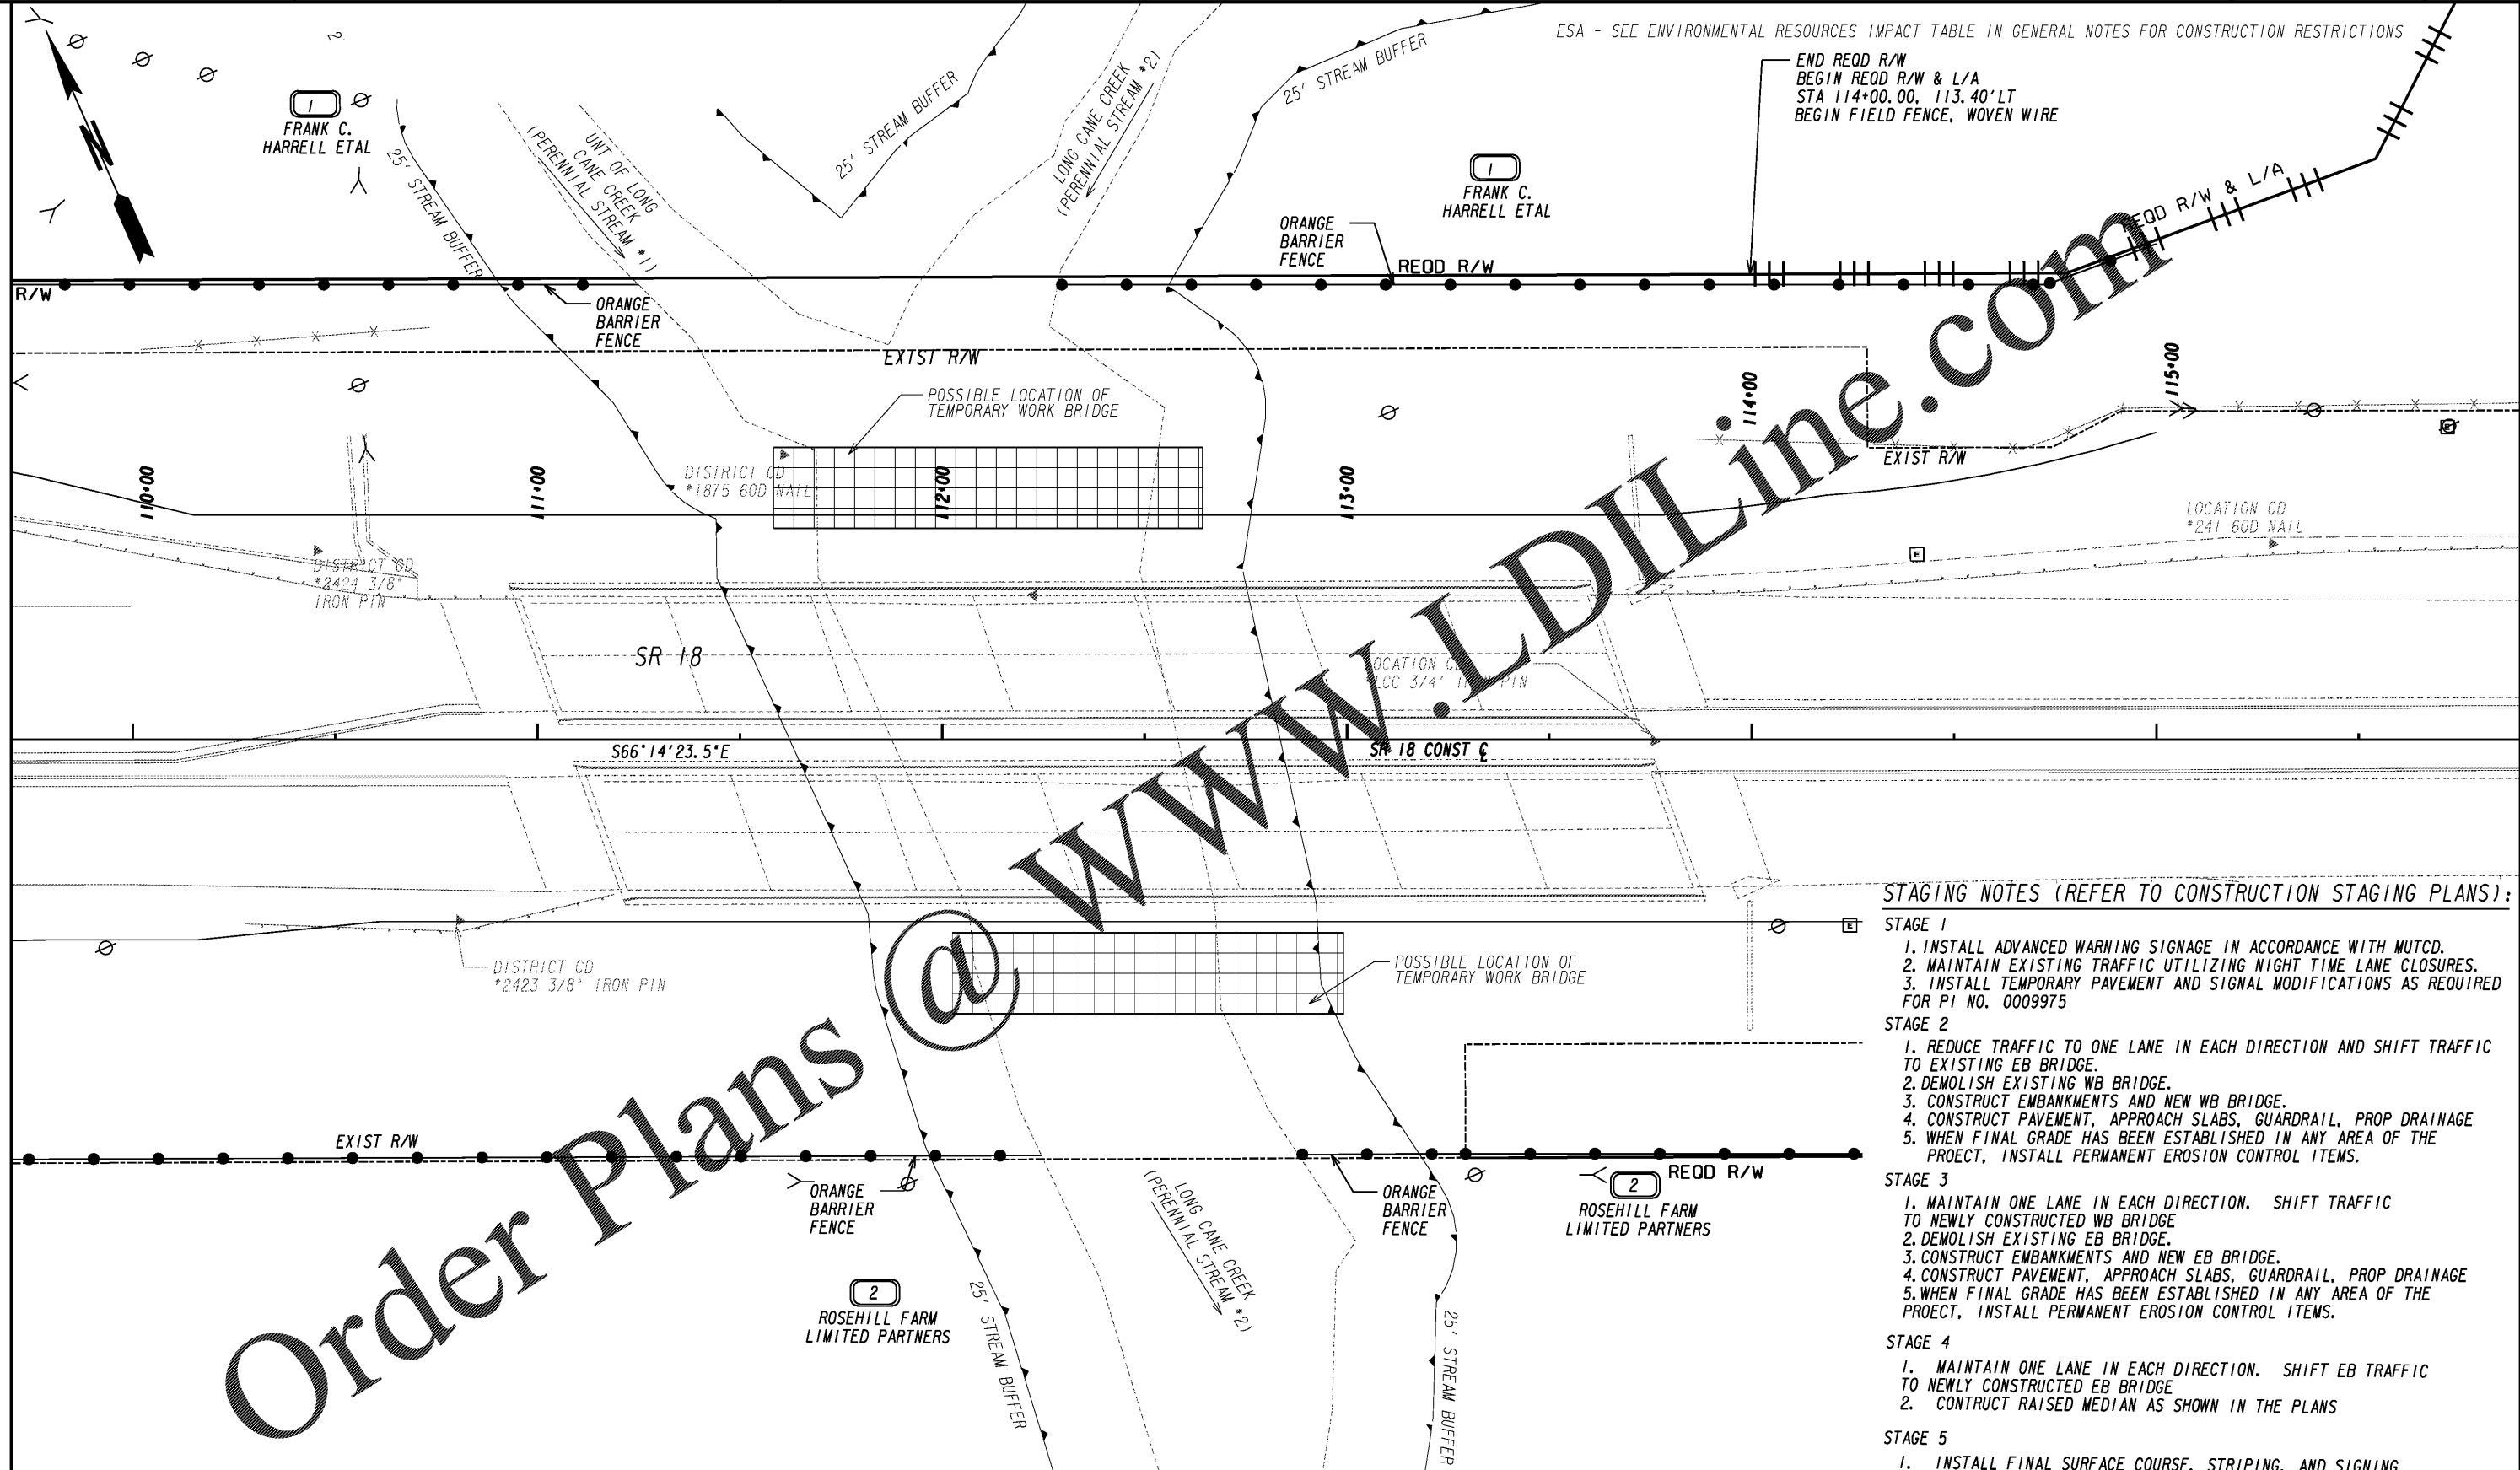 ESA - SEE ENVIRONMENTAL RESOURCES IMPACT TABLE IN GENERAL NOTES FOR CONSTRUCTION RESTRICTIONS
END REQD R/W
BEGIN REQD R/W & L/A
STA 114+00.00, 113.40'LT
BEGIN FIELD FENCE, WOVEN WIRE
N
1
FRANK C.
HARRELL ETAL
25' STREAM BUFFER
UNT OF LONG
CANE CREEK
(PERENNIAL STREAM #1)
25' STREAM BUFFER
LONG CANE CREEK
(PERENNIAL STREAM #2)
25' STREAM BUFFER
1
FRANK C.
HARRELL ETAL
ORANGE
BARRIER
FENCE
REQD R/W
REQD R/W & L/A
R/W
ORANGE
BARRIER
FENCE
EXIST R/W
POSSIBLE LOCATION OF
TEMPORARY WORK BRIDGE
DISTRICT CD
#1875 60D NAIL
110+00
111+00
112+00
113+00
114+00
115+00
EXIST R/W
E
E
LOCATION CD
#241 60D NAIL
DISTRICT CD
#2424 3/8"
IRON PIN
SR 18
LOCATION CD
LCC 3/4" IRON PIN
S66°14'23.5"E
SR 18 CONST ℄
DISTRICT CD
#2423 3/8" IRON PIN
POSSIBLE LOCATION OF
TEMPORARY WORK BRIDGE
E
EXIST R/W
ORANGE
BARRIER
FENCE
LONG CANE CREEK
(PERENNIAL STREAM #2)
ORANGE
BARRIER
FENCE
REQD R/W
2
ROSEHILL FARM
LIMITED PARTNERS
2
ROSEHILL FARM
LIMITED PARTNERS
25' STREAM BUFFER
25' STREAM BUFFER
STAGING NOTES (REFER TO CONSTRUCTION STAGING PLANS):
STAGE 1
1. INSTALL ADVANCED WARNING SIGNAGE IN ACCORDANCE WITH MUTCD.
2. MAINTAIN EXISTING TRAFFIC UTILIZING NIGHT TIME LANE CLOSURES.
3. INSTALL TEMPORARY PAVEMENT AND SIGNAL MODIFICATIONS AS REQUIRED
FOR PI NO. 0009975
STAGE 2
1. REDUCE TRAFFIC TO ONE LANE IN EACH DIRECTION AND SHIFT TRAFFIC
TO EXISTING EB BRIDGE.
2. DEMOLISH EXISTING WB BRIDGE.
3. CONSTRUCT EMBANKMENTS AND NEW WB BRIDGE.
4. CONSTRUCT PAVEMENT, APPROACH SLABS, GUARDRAIL, PROP DRAINAGE
5. WHEN FINAL GRADE HAS BEEN ESTABLISHED IN ANY AREA OF THE
PROECT, INSTALL PERMANENT EROSION CONTROL ITEMS.
STAGE 3
1. MAINTAIN ONE LANE IN EACH DIRECTION. SHIFT TRAFFIC
TO NEWLY CONSTRUCTED WB BRIDGE
2. DEMOLISH EXISTING EB BRIDGE.
3. CONSTRUCT EMBANKMENTS AND NEW EB BRIDGE.
4. CONSTRUCT PAVEMENT, APPROACH SLABS, GUARDRAIL, PROP DRAINAGE
5. WHEN FINAL GRADE HAS BEEN ESTABLISHED IN ANY AREA OF THE
PROECT, INSTALL PERMANENT EROSION CONTROL ITEMS.
STAGE 4
1. MAINTAIN ONE LANE IN EACH DIRECTION. SHIFT EB TRAFFIC
TO NEWLY CONSTRUCTED EB BRIDGE
2. CONTRUCT RAISED MEDIAN AS SHOWN IN THE PLANS
STAGE 5
1. INSTALL FINAL SURFACE COURSE, STRIPING, AND SIGNING
Order Plans @ www.LDILine.com